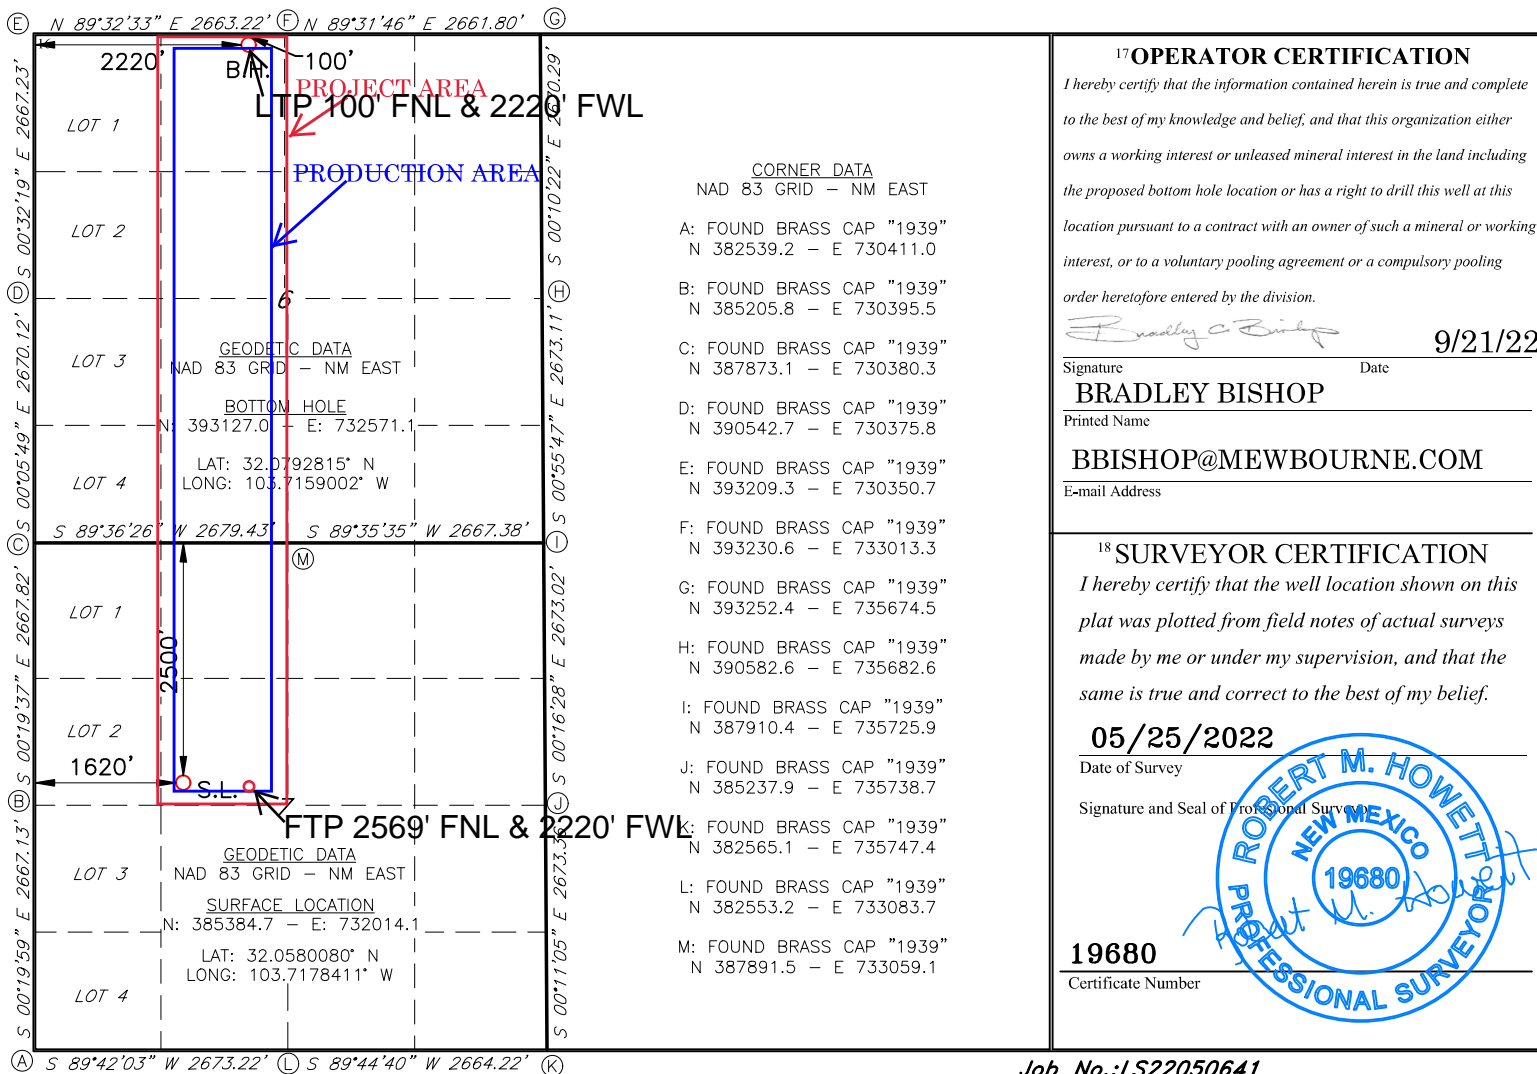 E N 89°32'33" E 2663.22' F N 89°31'46" E 2661.80' G
2220' 100'
B.H.
PROJECT AREA
LTP 100' FNL & 2220' FWL
LOT 1
PRODUCTION AREA
LOT 2
S 00°32'19" E 2667.23'
S 00°10'22" E 2670.29'
D 6 H
LOT 3
GEODETIC DATA
NAD 83 GRID – NM EAST
BOTTOM HOLE
N: 393127.0 – E: 732571.1
LAT: 32.0792815° N
LONG: 103.7159002° W
LOT 4
S 00°05'49" E 2670.12'
S 00°55'47" E 2673.11'
S 89°36'26" W 2679.43' S 89°35'35" W 2667.38'
C M I
LOT 1
2500'
LOT 2
1620'
S.L.
S 00°19'37" E 2667.82'
S 00°16'28" E 2673.02'
B 7 J
FTP 2569' FNL & 2220' FWL
GEODETIC DATA
NAD 83 GRID – NM EAST
LOT 3
SURFACE LOCATION
N: 385384.7 – E: 732014.1
LAT: 32.0580080° N
LONG: 103.7178411° W
LOT 4
S 00°19'59" E 2667.13'
S 00°11'05" E
A S 89°42'03" W 2673.22' L S 89°44'40" W 2664.22' K
CORNER DATA
NAD 83 GRID – NM EAST
A: FOUND BRASS CAP "1939"
N 382539.2 – E 730411.0
B: FOUND BRASS CAP "1939"
N 385205.8 – E 730395.5
C: FOUND BRASS CAP "1939"
N 387873.1 – E 730380.3
D: FOUND BRASS CAP "1939"
N 390542.7 – E 730375.8
E: FOUND BRASS CAP "1939"
N 393209.3 – E 730350.7
F: FOUND BRASS CAP "1939"
N 393230.6 – E 733013.3
G: FOUND BRASS CAP "1939"
N 393252.4 – E 735674.5
H: FOUND BRASS CAP "1939"
N 390582.6 – E 735682.6
I: FOUND BRASS CAP "1939"
N 387910.4 – E 735725.9
J: FOUND BRASS CAP "1939"
N 385237.9 – E 735738.7
K: FOUND BRASS CAP "1939"
N 382565.1 – E 735747.4
L: FOUND BRASS CAP "1939"
N 382553.2 – E 733083.7
M: FOUND BRASS CAP "1939"
N 387891.5 – E 733059.1
17 OPERATOR CERTIFICATION
I hereby certify that the information contained herein is true and complete
to the best of my knowledge and belief, and that this organization either
owns a working interest or unleased mineral interest in the land including
the proposed bottom hole location or has a right to drill this well at this
location pursuant to a contract with an owner of such a mineral or working
interest, or to a voluntary pooling agreement or a compulsory pooling
order heretofore entered by the division.
Bradley C. Bishop 9/21/22
Signature Date
BRADLEY BISHOP
Printed Name
BBISHOP@MEWBOURNE.COM
E-mail Address
18 SURVEYOR CERTIFICATION
I hereby certify that the well location shown on this
plat was plotted from field notes of actual surveys
made by me or under my supervision, and that the
same is true and correct to the best of my belief.
05/25/2022
Date of Survey
Signature and Seal of Professional Surveyor
ROBERT M. HOWETT
NEW MEXICO
19680
PROFESSIONAL SURVEYOR
Robert M. Howett
19680
Certificate Number
Job No.:LS22050641